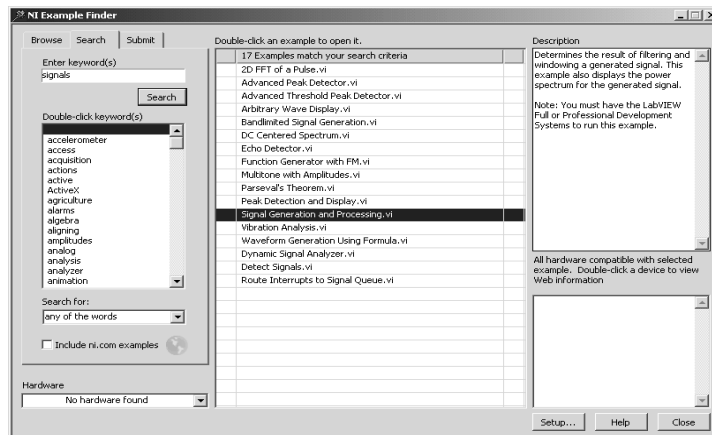 NI Example Finder
Browse
Search
Submit
Enter keyword(s)
signals
Search
Double-click keyword(s)
accelerometer
access
acquisition
actions
active
ActiveX
agriculture
alarms
algebra
aligning
amplitudes
analog
analysis
analyzer
animation
Search for:
any of the words
Include ni.com examples
Hardware
No hardware found
Double-click an example to open it.
17 Examples match your search criteria
2D FFT of a Pulse.vi
Advanced Peak Detector.vi
Advanced Threshold Peak Detector.vi
Arbitrary Wave Display.vi
Bandlimited Signal Generation.vi
DC Centered Spectrum.vi
Echo Detector.vi
Function Generator with FM.vi
Multitone with Amplitudes.vi
Parseval's Theorem.vi
Peak Detection and Display.vi
Signal Generation and Processing.vi
Vibration Analysis.vi
Waveform Generation Using Formula.vi
Dynamic Signal Analyzer.vi
Detect Signals.vi
Route Interrupts to Signal Queue.vi
Description
Determines the result of filtering and
windowing a generated signal. This
example also displays the power
spectrum for the generated signal.
Note: You must have the LabVIEW
Full or Professional Development
Systems to run this example.
All hardware compatible with selected
example. Double-click a device to view
Web information
Setup...
Help
Close